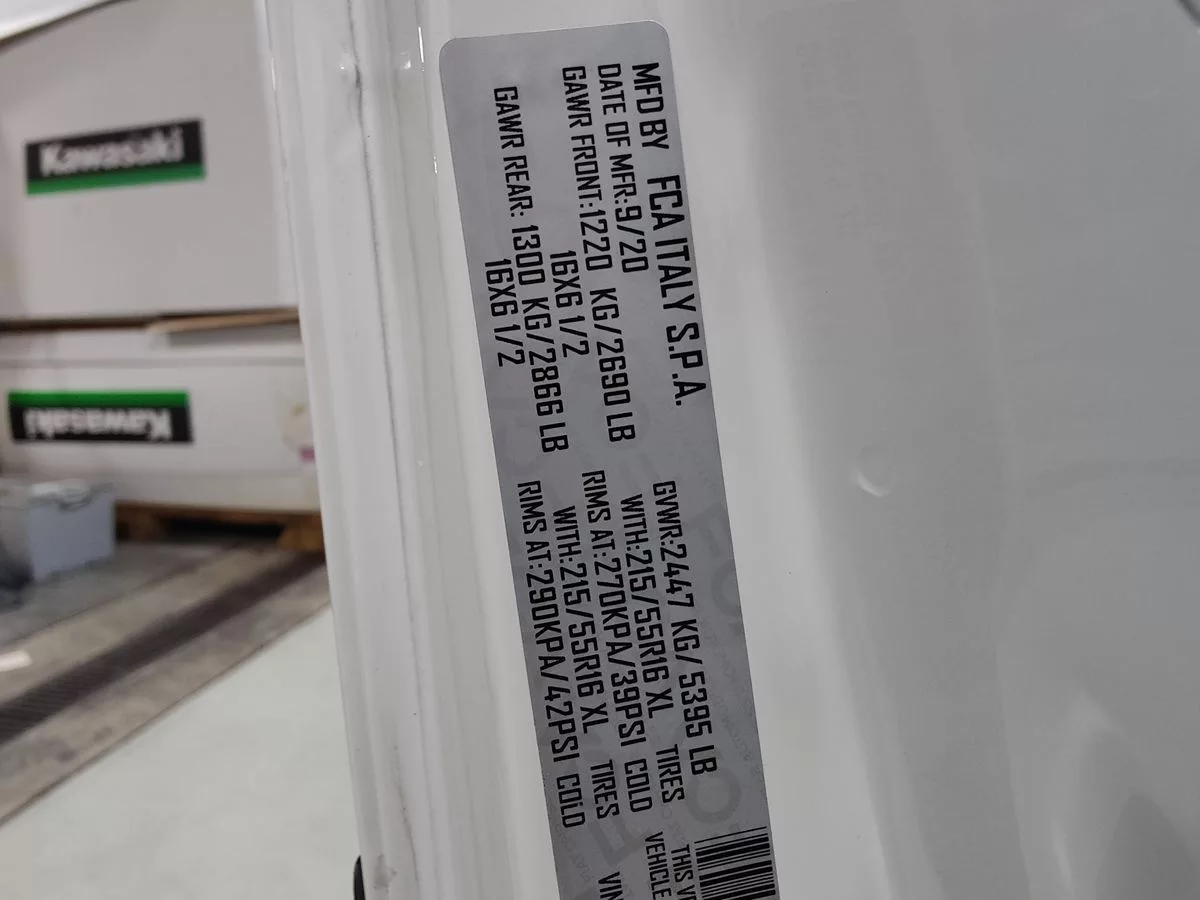 Kawasaki
Kawasaki
MFD BY FCA ITALY S.P.A. GVWR:2447 KG/5395 LB
DATE OF MFR:9/20 WITH:215/55R16 XL TIRES THIS
GAWR FRONT:1220 KG/2690 LB RIMS AT:270KPA/39PSI COLD VEHICLE
16X6 1/2 WITH:215/55R16 XL TIRES
GAWR REAR: 1300 KG/2866 LB RIMS AT:290KPA/42PSI COLD
16X6 1/2